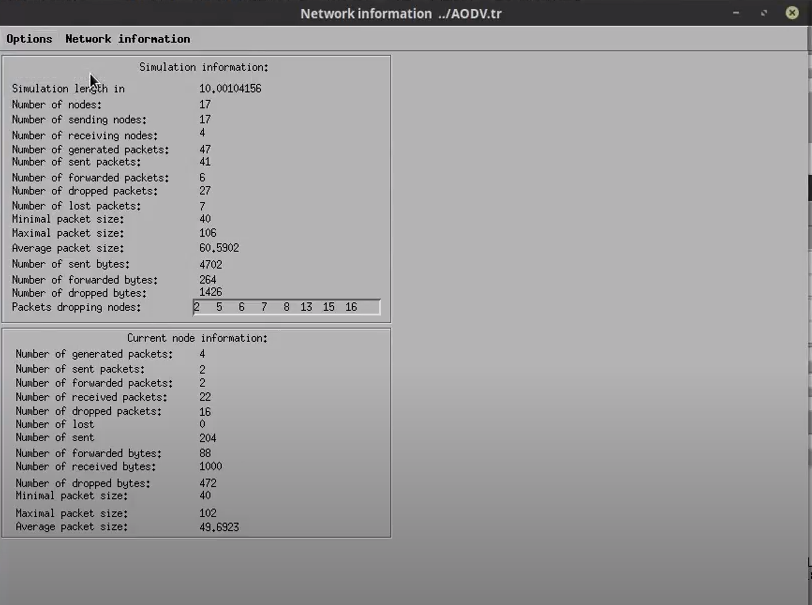 Network information ../AODV.tr
Options Network information
Simulation information:
Simulation length in 10.00104156
Number of nodes: 17
Number of sending nodes: 17
Number of receiving nodes: 4
Number of generated packets: 47
Number of sent packets: 41
Number of forwarded packets: 6
Number of dropped packets: 27
Number of lost packets: 7
Minimal packet size: 40
Maximal packet size: 106
Average packet size: 60.5902
Number of sent bytes: 4702
Number of forwarded bytes: 264
Number of dropped bytes: 1426
Packets dropping nodes: 2 5 6 7 8 13 15 16
Current node information:
Number of generated packets: 4
Number of sent packets: 2
Number of forwarded packets: 2
Number of received packets: 22
Number of dropped packets: 16
Number of lost 0
Number of sent 204
Number of forwarded bytes: 88
Number of received bytes: 1000
Number of dropped bytes: 472
Minimal packet size: 40
Maximal packet size: 102
Average packet size: 49.6923